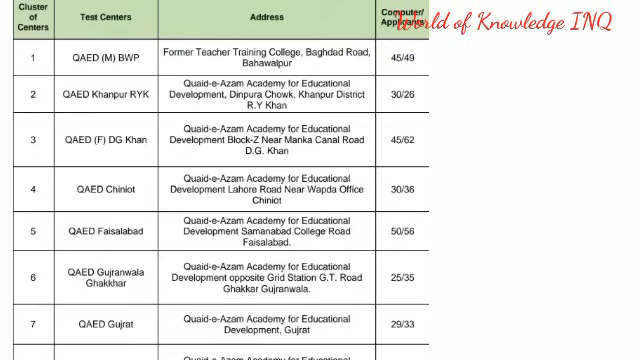 Cluster of Centers
Test Centers
Address
Computer/ Applicants
World of Knowledge INQ
1
QAED (M) BWP
Former Teacher Training College, Baghdad Road,
Bahawalpur
45/49
2
QAED Khanpur RYK
Quaid-e-Azam Academy for Educational
Development, Dinpura Chowk, Khanpur District
R.Y Khan
30/26
3
QAED (F) DG Khan
Quaid-e-Azam Academy for Educational
Development Block-Z Near Manka Canal Road
D.G. Khan
45/62
4
QAED Chiniot
Quaid-e-Azam Academy for Educational
Development Lahore Road Near Wapda Office
Chiniot
30/36
5
QAED Faisalabad
Quaid-e-Azam Academy for Educational
Development Samanabad College Road
Faisalabad.
50/56
6
QAED Gujranwala
Ghakhar
Quaid-e-Azam Academy for Educational
Development opposite Grid Station G.T. Road
Ghakkar Gujranwala.
25/35
7
QAED Gujrat
Quaid-e-Azam Academy for Educational
Development, Gujrat
29/33
Quaid-e-Azam Academy for Educational